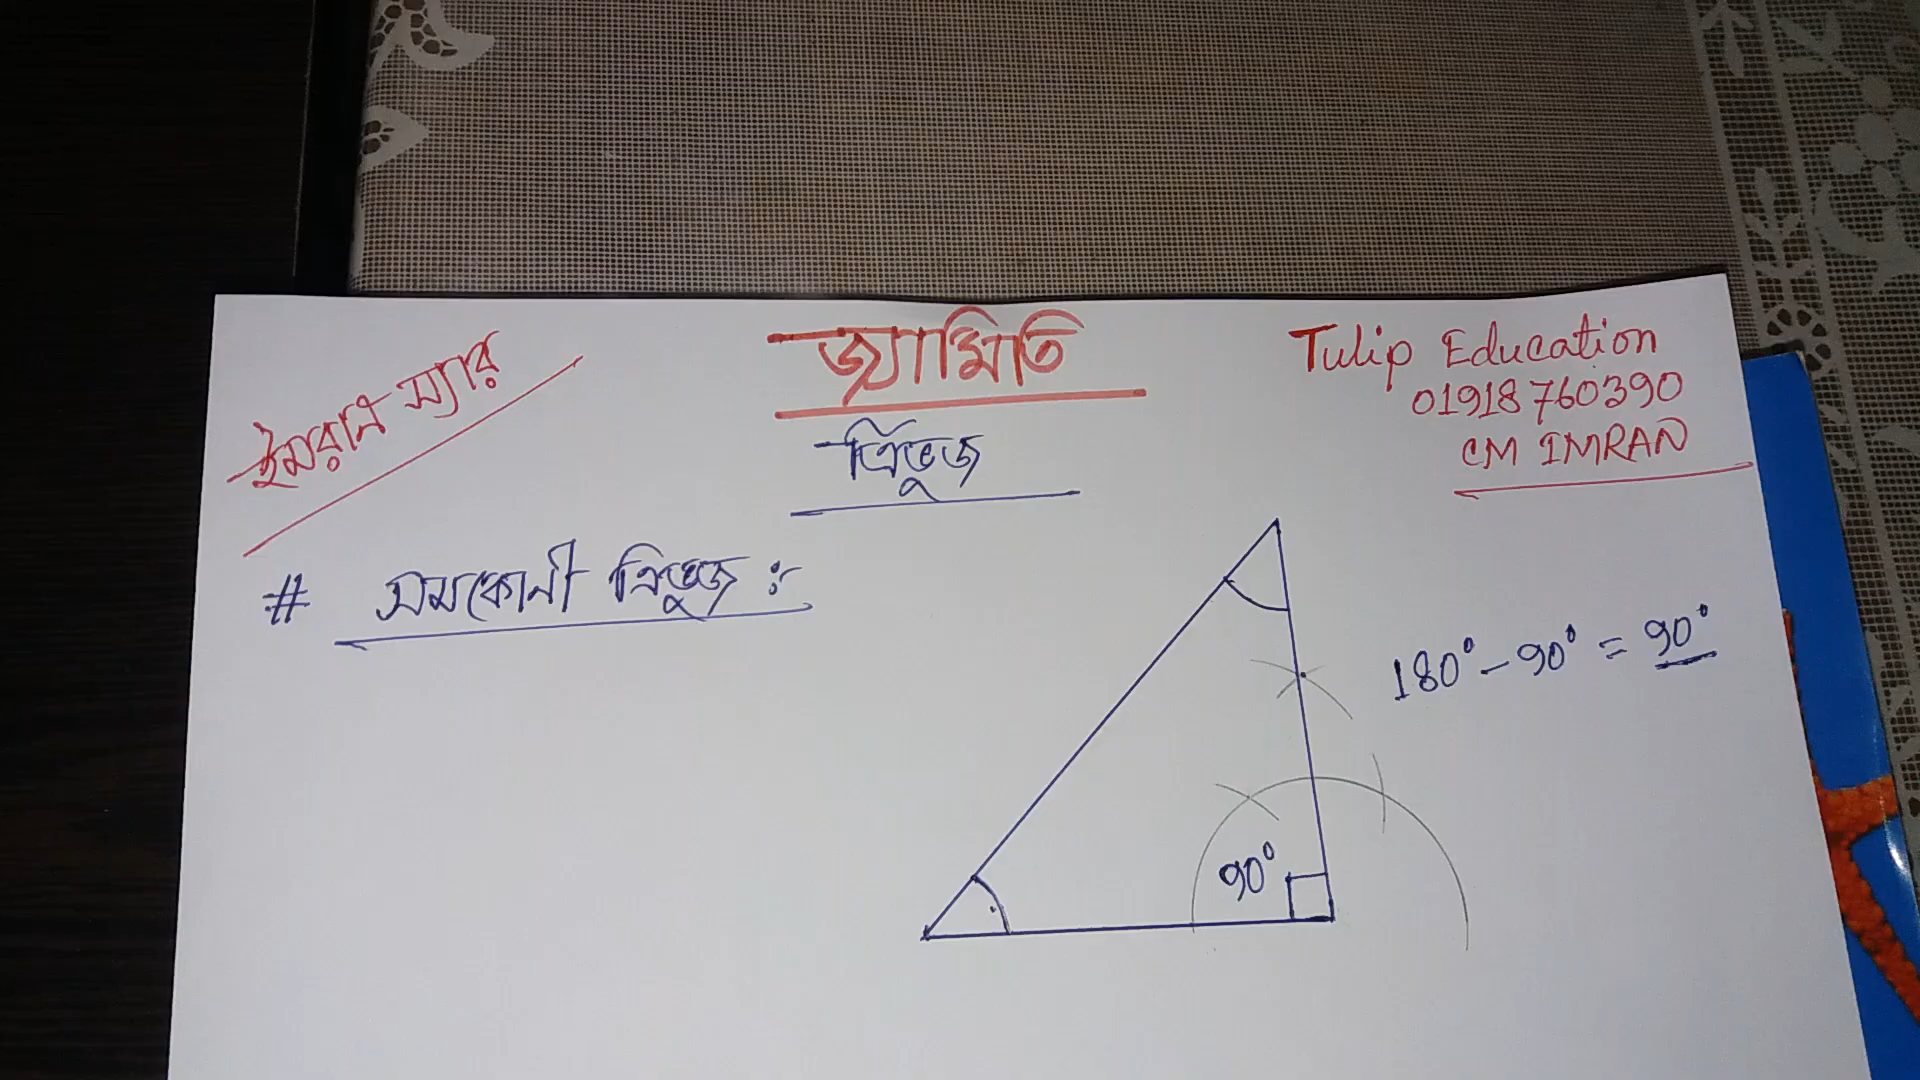 ইমরান স্যার
জ্যামিতি
Tulip Education
01918760390
CM IMRAN
ত্রিভুজ
# সমকোনী ত্রিভুজ :-
180° - 90° = 90°
90°